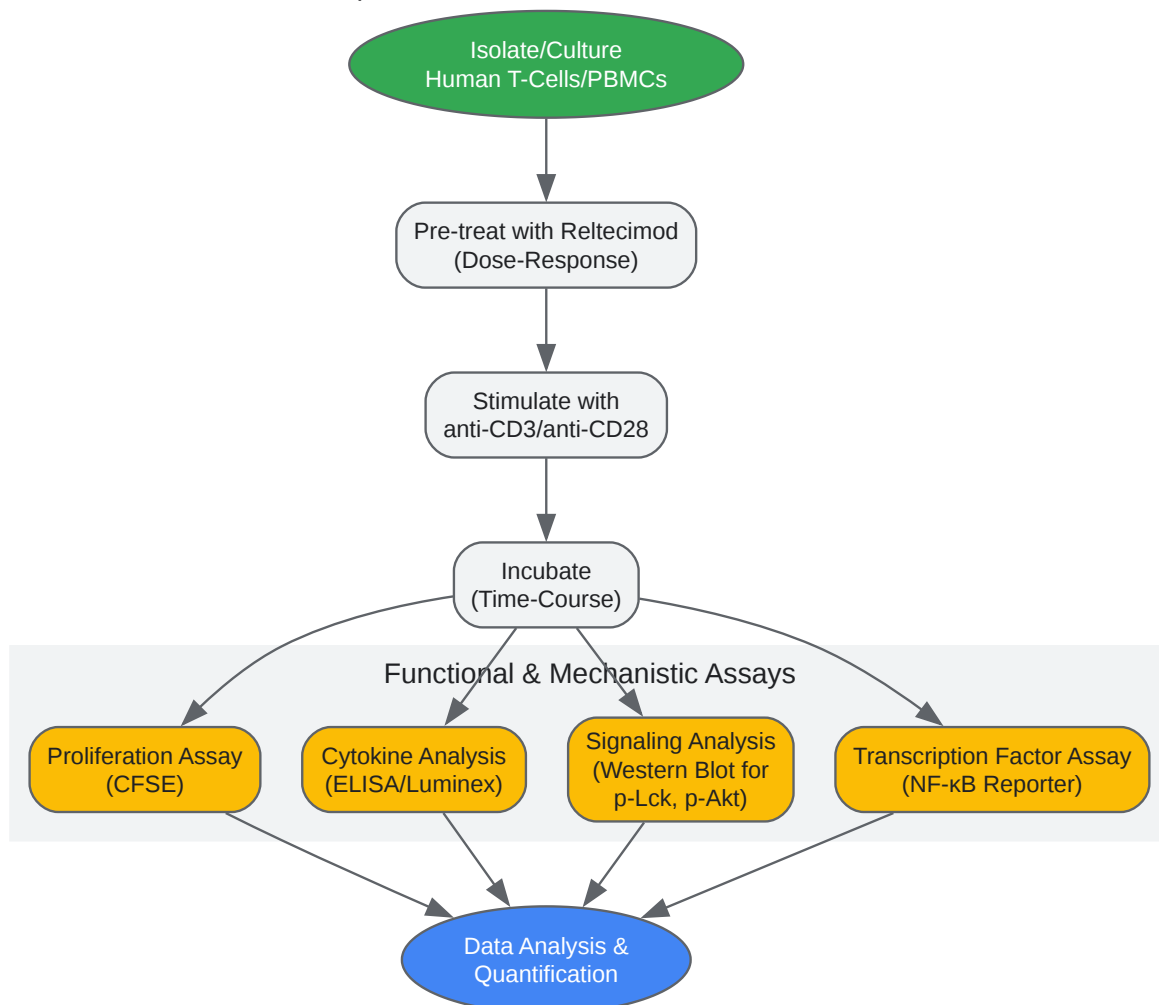 Isolate/Culture
Human T-Cells/PBMCs
Pre-treat with Reltecimod
(Dose-Response)
Stimulate with
anti-CD3/anti-CD28
Incubate
(Time-Course)
Functional & Mechanistic Assays
Proliferation Assay
(CFSE)
Cytokine Analysis
(ELISA/Luminex)
Signaling Analysis
(Western Blot for
p-Lck, p-Akt)
Transcription Factor Assay
(NF-κB Reporter)
Data Analysis &
Quantification